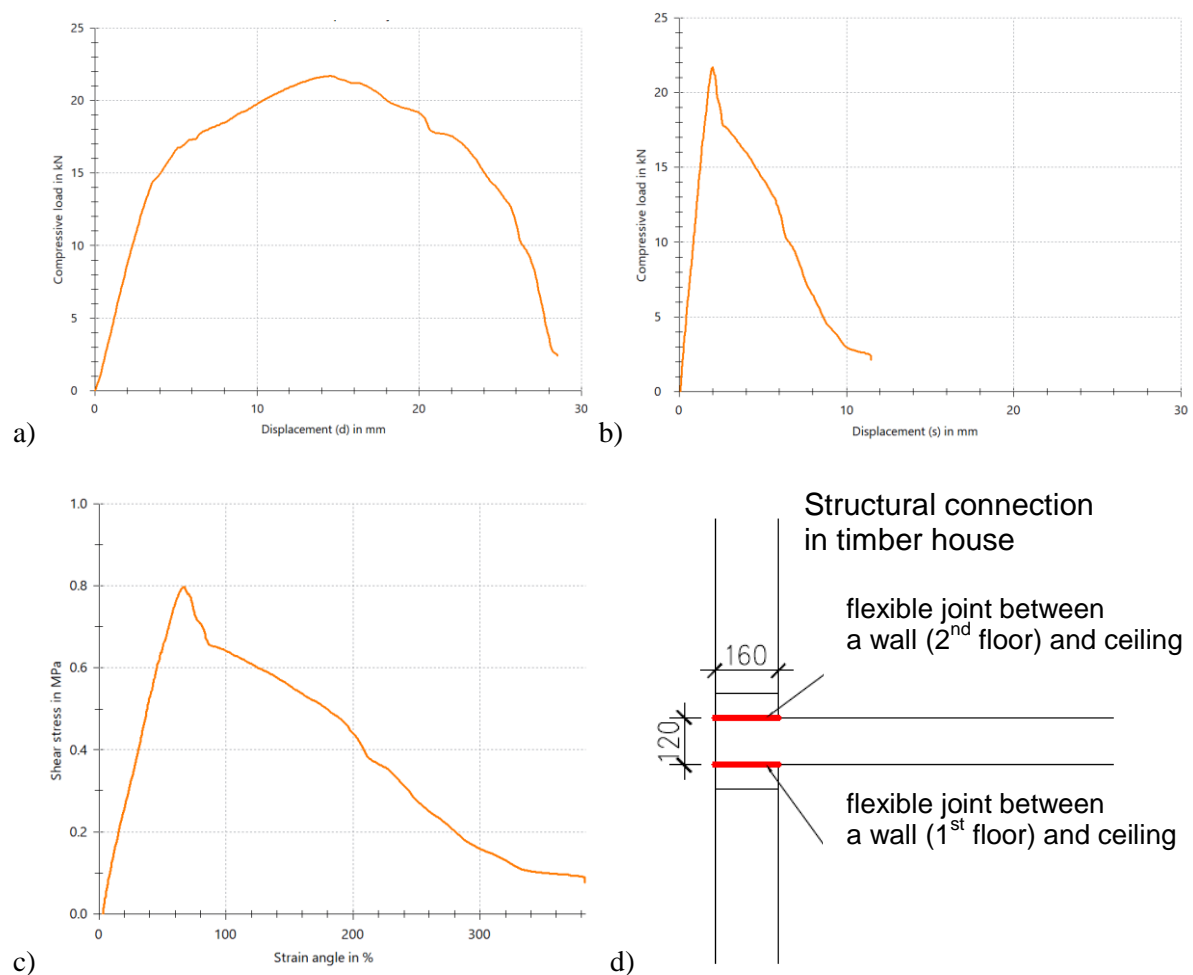 25
20
15
10
5
0
0
10
20
30
Compressive load in kN
Displacement (d) in mm
a)
25
20
15
10
5
0
0
10
20
30
Compressive load in kN
Displacement (s) in mm
b)
1.0
0.8
0.6
0.4
0.2
0.0
0
100
200
300
Shear stress in MPa
Strain angle in %
c)
Structural connection
in timber house
flexible joint between
a wall (2nd floor) and ceiling
160
120
flexible joint between
a wall (1st floor) and ceiling
d)